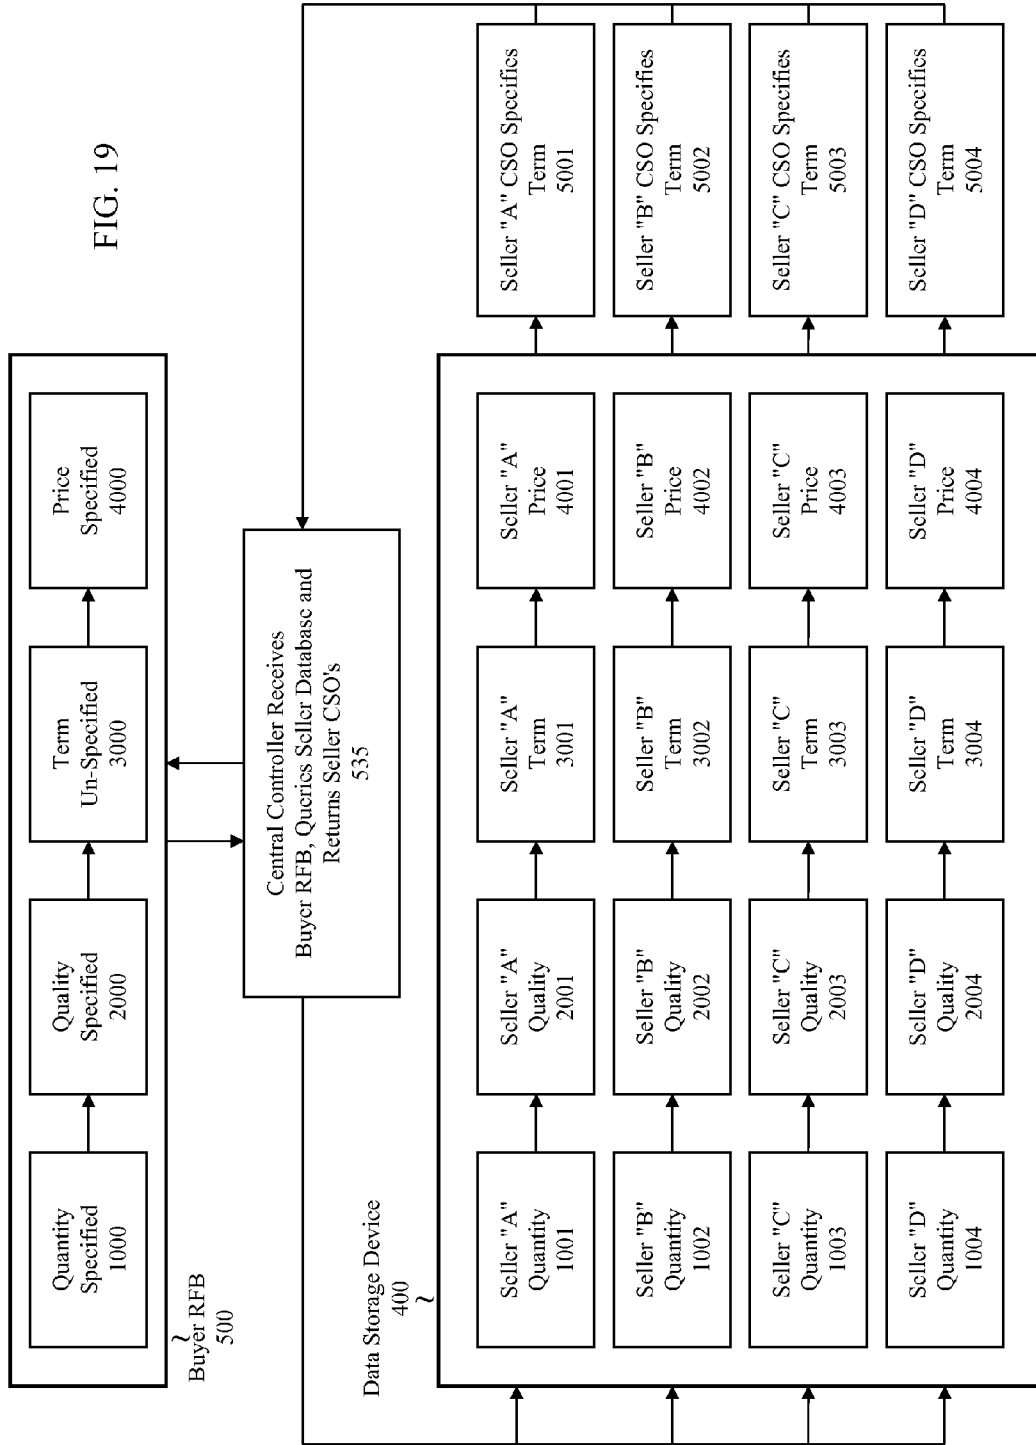 FIG. 19
Quantity
Specified
1000
Quality
Specified
2000
Term
Un-Specified
3000
Price
Specified
4000
Buyer RFB
500
Central Controller Receives
Buyer RFB, Queries Seller Database and
Returns Seller CSO's
535
Data Storage Device
400
Seller "A"
Quantity
1001
Seller "A"
Quality
2001
Seller "A"
Term
3001
Seller "A"
Price
4001
Seller "A" CSO Specifies
Term
5001
Seller "B"
Quantity
1002
Seller "B"
Quality
2002
Seller "B"
Term
3002
Seller "B"
Price
4002
Seller "B" CSO Specifies
Term
5002
Seller "C"
Quantity
1003
Seller "C"
Quality
2003
Seller "C"
Term
3003
Seller "C"
Price
4003
Seller "C" CSO Specifies
Term
5003
Seller "D"
Quantity
1004
Seller "D"
Quality
2004
Seller "D"
Term
3004
Seller "D"
Price
4004
Seller "D" CSO Specifies
Term
5004